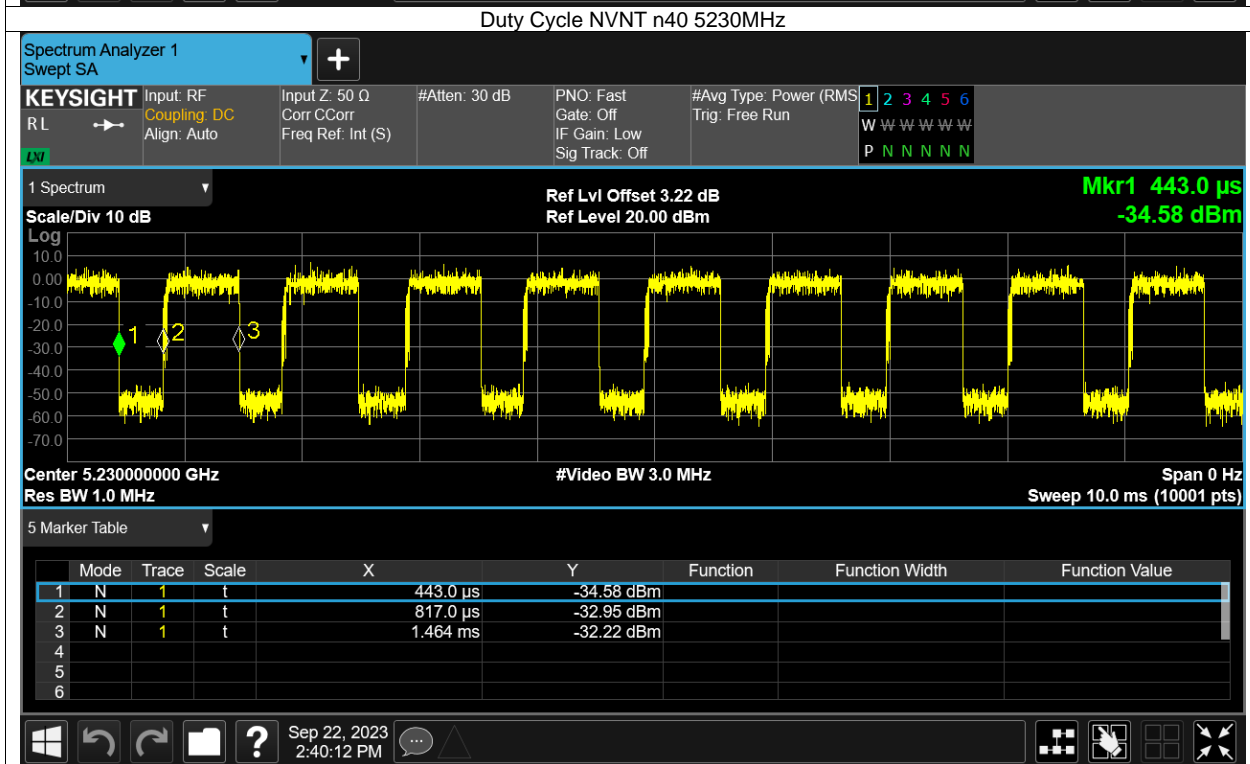 Duty Cycle NVNT n40 5230MHz
Spectrum Analyzer 1
Swept SA
KEYSIGHT Input: RF Input Z: 50 Ω #Atten: 30 dB PNO: Fast #Avg Type: Power (RMS 1 2 3 4 5 6
RL Coupling: DC Corr CCorr Gate: Off Trig: Free Run W W W W W W
Align: Auto Freq Ref: Int (S) IF Gain: Low P N N N N N
LXI Sig Track: Off
1 Spectrum Ref Lvl Offset 3.22 dB Mkr1 443.0 µs
Scale/Div 10 dB Ref Level 20.00 dBm -34.58 dBm
Log
10.0
0.00
-10.0
-20.0
1 2 3
-30.0
-40.0
-50.0
-60.0
-70.0
Center 5.230000000 GHz #Video BW 3.0 MHz Span 0 Hz
Res BW 1.0 MHz Sweep 10.0 ms (10001 pts)
5 Marker Table
Mode Trace Scale X Y Function Function Width Function Value
1 N 1 t 443.0 µs -34.58 dBm
2 N 1 t 817.0 µs -32.95 dBm
3 N 1 t 1.464 ms -32.22 dBm
4
5
6
? Sep 22, 2023
2:40:12 PM